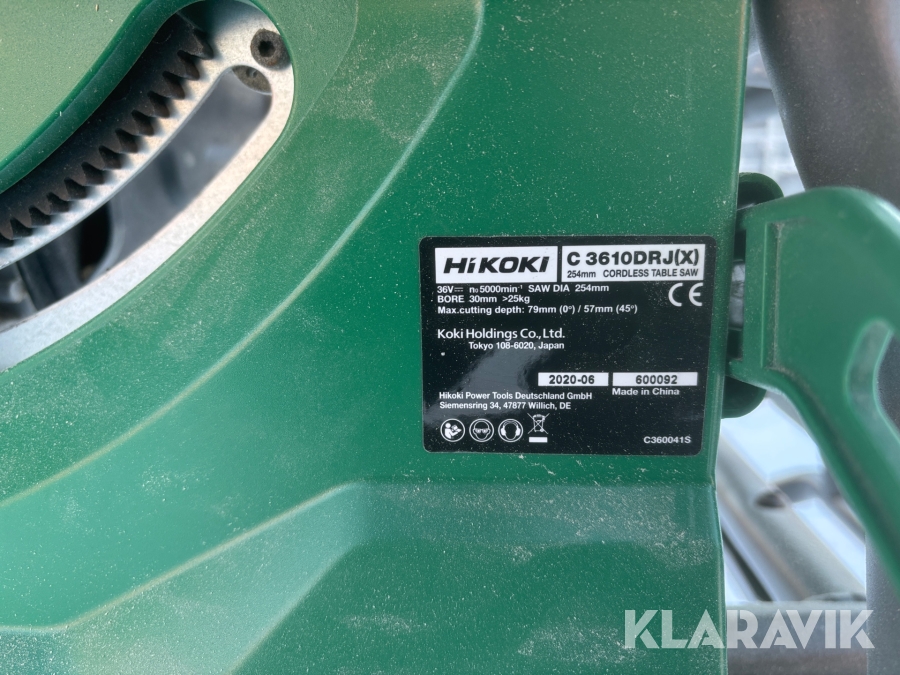 HiKOKI
C 3610DRJ(X)
254mm CORDLESS TABLE SAW
36V⎓ n₀5000min⁻¹ SAW DIA 254mm
BORE 30mm >25kg
Max.cutting depth: 79mm (0°) / 57mm (45°)
CE
Koki Holdings Co., Ltd.
Tokyo 108-6020, Japan
2020-06 600092
Made in China
Hikoki Power Tools Deutschland GmbH
Siemensring 34, 47877 Willich, DE
C360041S
KLARAVIK